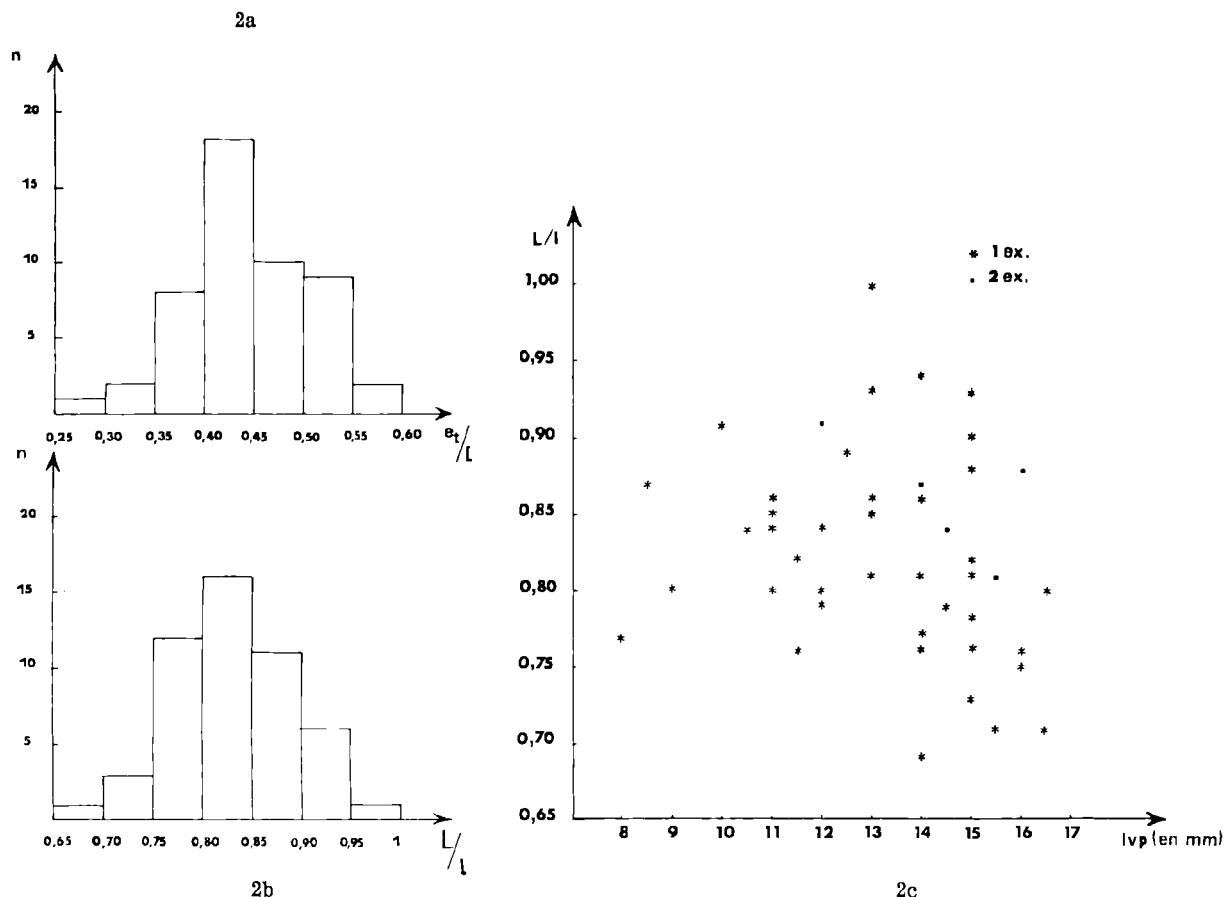 2a
n
20
15
10
5
0,25 0,30 0,35 0,40 0,45 0,50 0,55 0,60
et/L
n
20
15
10
5
0,65 0,70 0,75 0,80 0,85 0,90 0,95 1
L/l
2b
L/l
* 1 ex.
• 2 ex.
1,00
0,95
0,90
0,85
0,80
0,75
0,70
0,65
8 9 10 11 12 13 14 15 16 17
lvp (en mm)
2c